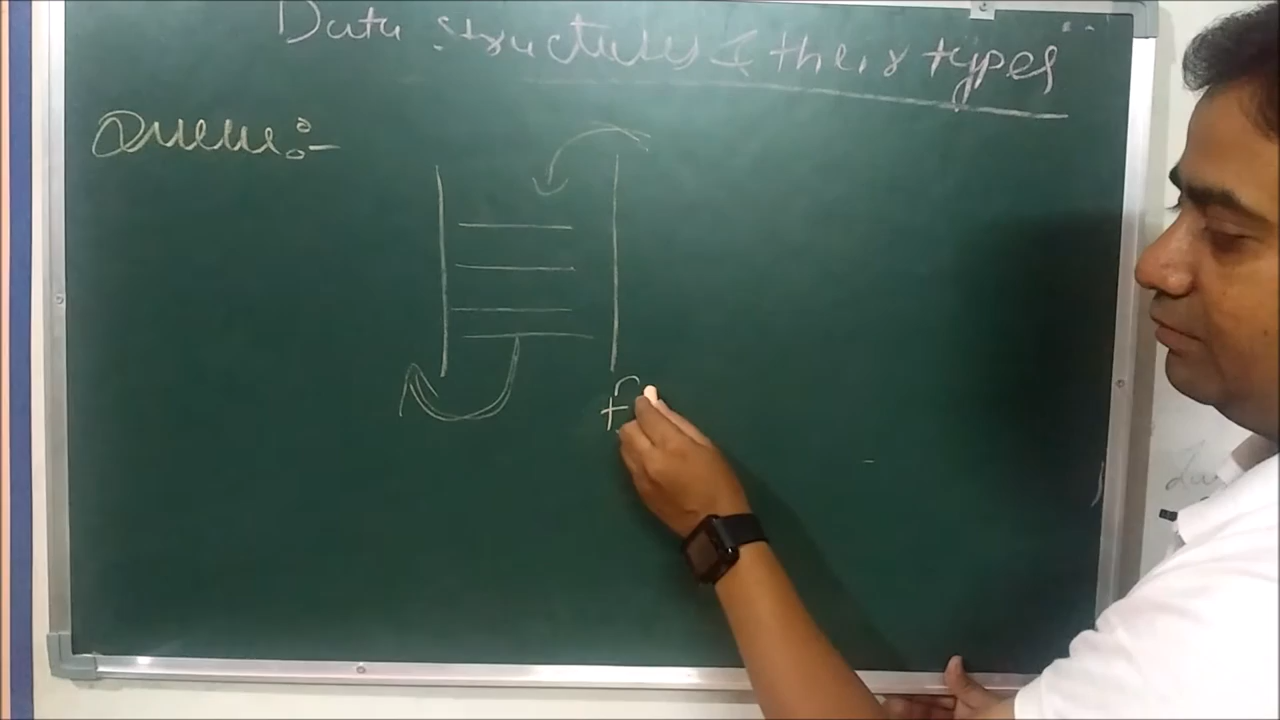 Data structures & their types
Queue:-
f